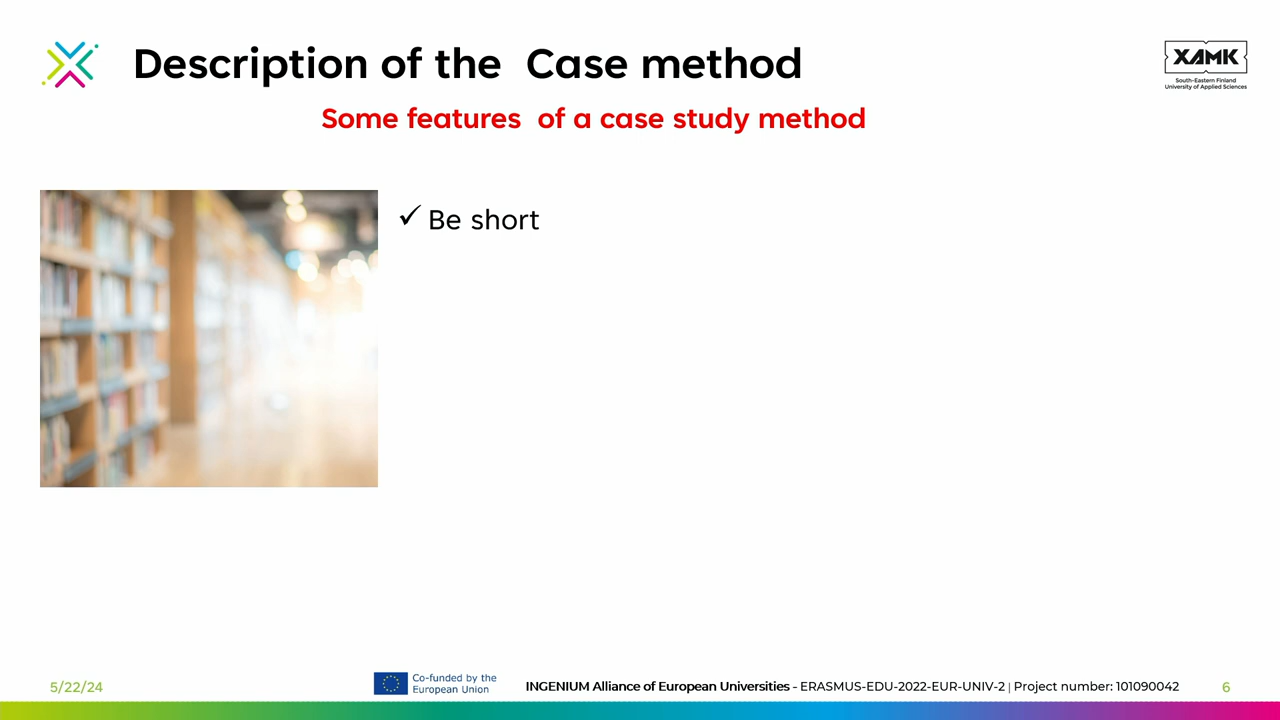 Description of the  Case method
XAMK
South-Eastern Finland
University of Applied Sciences
Some features  of a case study method
✓ Be short
5/22/24
Co-funded by the
European Union
INGENIUM Alliance of European Universities - ERASMUS-EDU-2022-EUR-UNIV-2 | Project number: 101090042
6